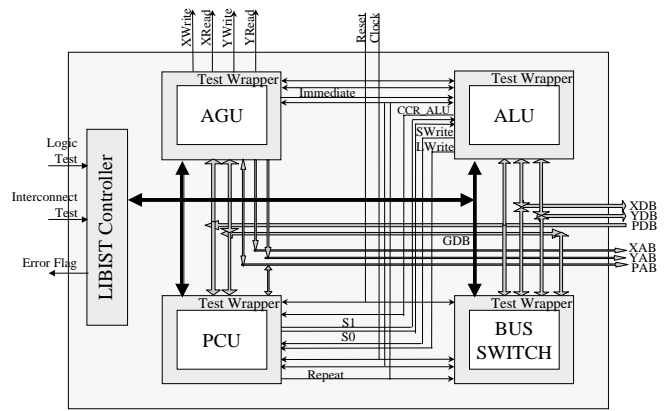 XWrite
XRead
YWrite
YRead
Reset
Clock
Test Wrapper
AGU
Immediate
Test Wrapper
ALU
CCR_ALU
SWrite
LWrite
Logic
Test
Interconnect
Test
Error Flag
LIBIST Controller
XDB
YDB
PDB
GDB
XAB
YAB
PAB
Test Wrapper
PCU
S1
S0
Repeat
Test Wrapper
BUS
SWITCH